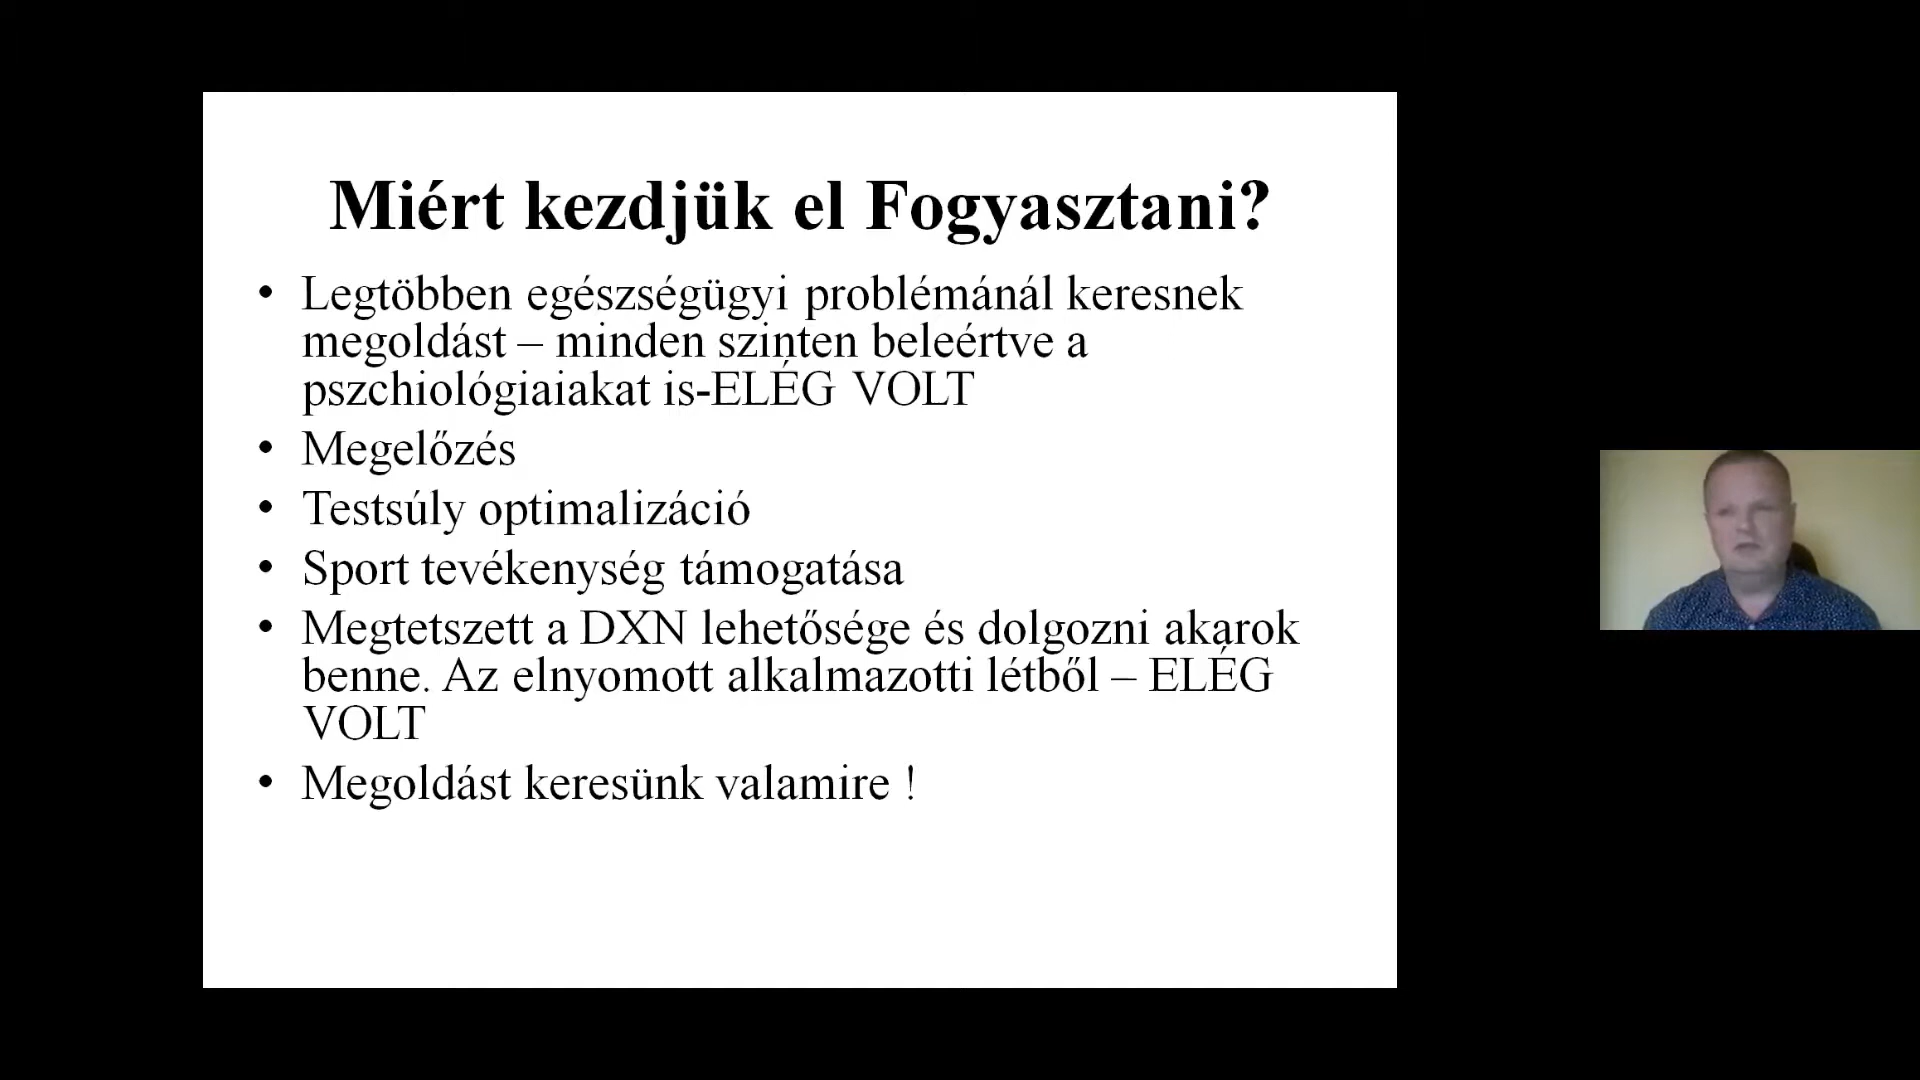 Miért kezdjük el Fogyasztani?
• Legtöbben egészségügyi problémánál keresnek
megoldást – minden szinten beleértve a
pszchiológiaiakat is-ELÉG VOLT
• Megelőzés
• Testsúly optimalizáció
• Sport tevékenység támogatása
• Megtetszett a DXN lehetősége és dolgozni akarok
benne. Az elnyomott alkalmazotti létből – ELÉG
VOLT
• Megoldást keresünk valamire !